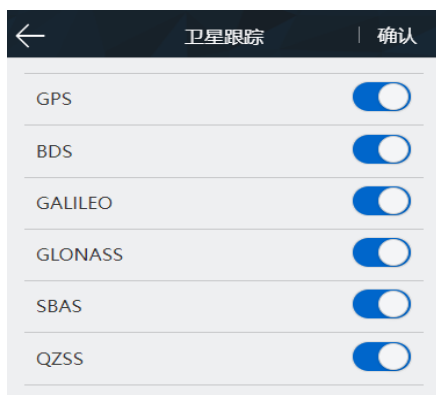 卫星跟踪 确认
GPS
BDS
GALILEO
GLONASS
SBAS
QZSS